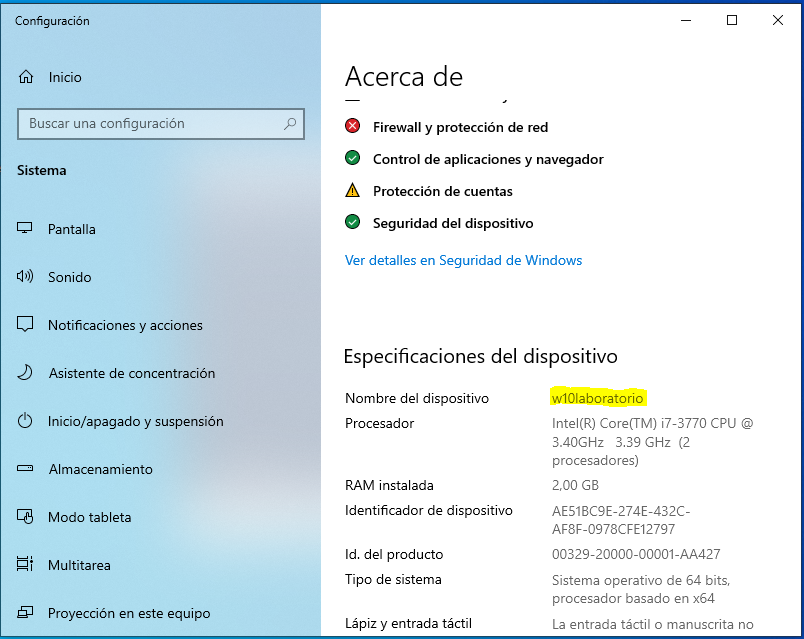 Configuración
Inicio
Buscar una configuración
Sistema
Pantalla
Sonido
Notificaciones y acciones
Asistente de concentración
Inicio/apagado y suspensión
Almacenamiento
Modo tableta
Multitarea
Proyección en este equipo
Acerca de
Firewall y protección de red
Control de aplicaciones y navegador
Protección de cuentas
Seguridad del dispositivo
Ver detalles en Seguridad de Windows
Especificaciones del dispositivo
Nombre del dispositivo w10laboratorio
Procesador Intel(R) Core(TM) i7-3770 CPU @
3.40GHz 3.39 GHz (2
procesadores)
RAM instalada 2,00 GB
Identificador de dispositivo AE51BC9E-274E-432C-
AF8F-0978CFE12797
Id. del producto 00329-20000-00001-AA427
Tipo de sistema Sistema operativo de 64 bits,
procesador basado en x64
Lápiz y entrada táctil La entrada táctil o manuscrita no